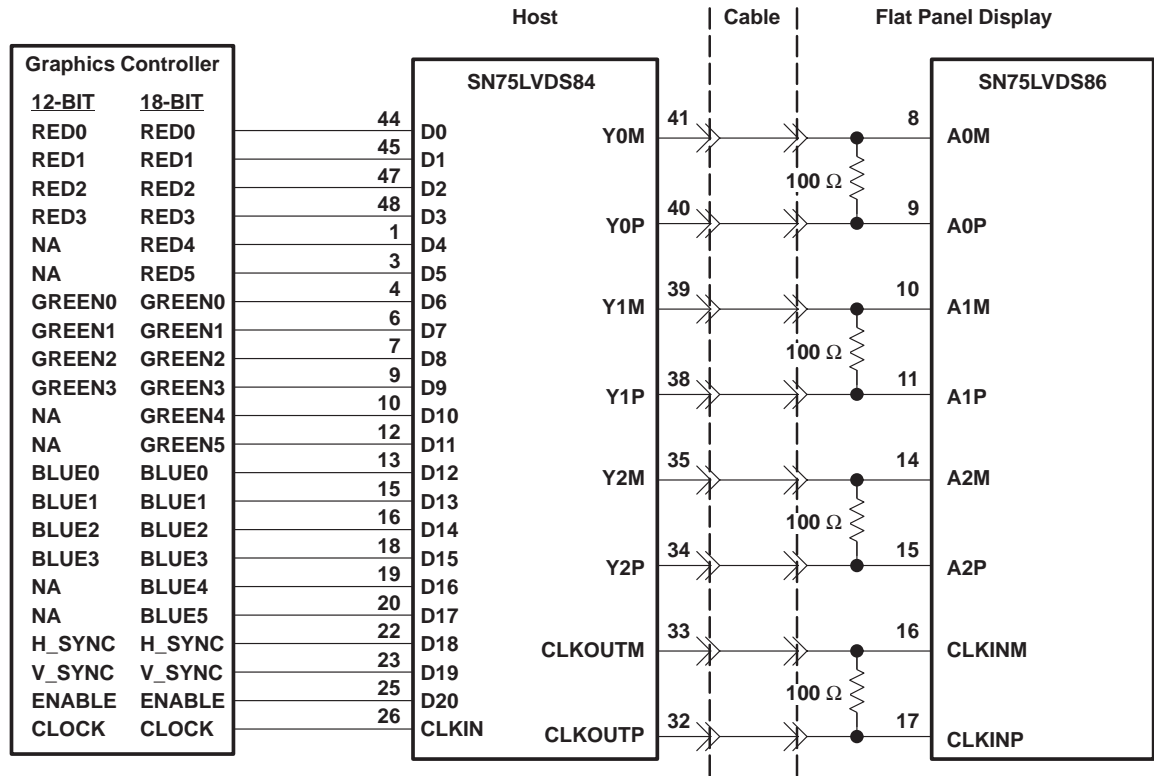 Host Cable Flat Panel Display
Graphics Controller
12-BIT 18-BIT
SN75LVDS84
SN75LVDS86
RED0 RED0 44 D0
RED1 RED1 45 D1
RED2 RED2 47 D2
RED3 RED3 48 D3
NA RED4 1 D4
NA RED5 3 D5
GREEN0 GREEN0 4 D6
GREEN1 GREEN1 6 D7
GREEN2 GREEN2 7 D8
GREEN3 GREEN3 9 D9
NA GREEN4 10 D10
NA GREEN5 12 D11
BLUE0 BLUE0 13 D12
BLUE1 BLUE1 15 D13
BLUE2 BLUE2 16 D14
BLUE3 BLUE3 18 D15
NA BLUE4 19 D16
NA BLUE5 20 D17
H_SYNC H_SYNC 22 D18
V_SYNC V_SYNC 23 D19
ENABLE ENABLE 25 D20
CLOCK CLOCK 26 CLKIN
Y0M 41 8 A0M
100 Ω
Y0P 40 9 A0P
Y1M 39 10 A1M
100 Ω
Y1P 38 11 A1P
Y2M 35 14 A2M
100 Ω
Y2P 34 15 A2P
CLKOUTM 33 16 CLKINM
100 Ω
CLKOUTP 32 17 CLKINP